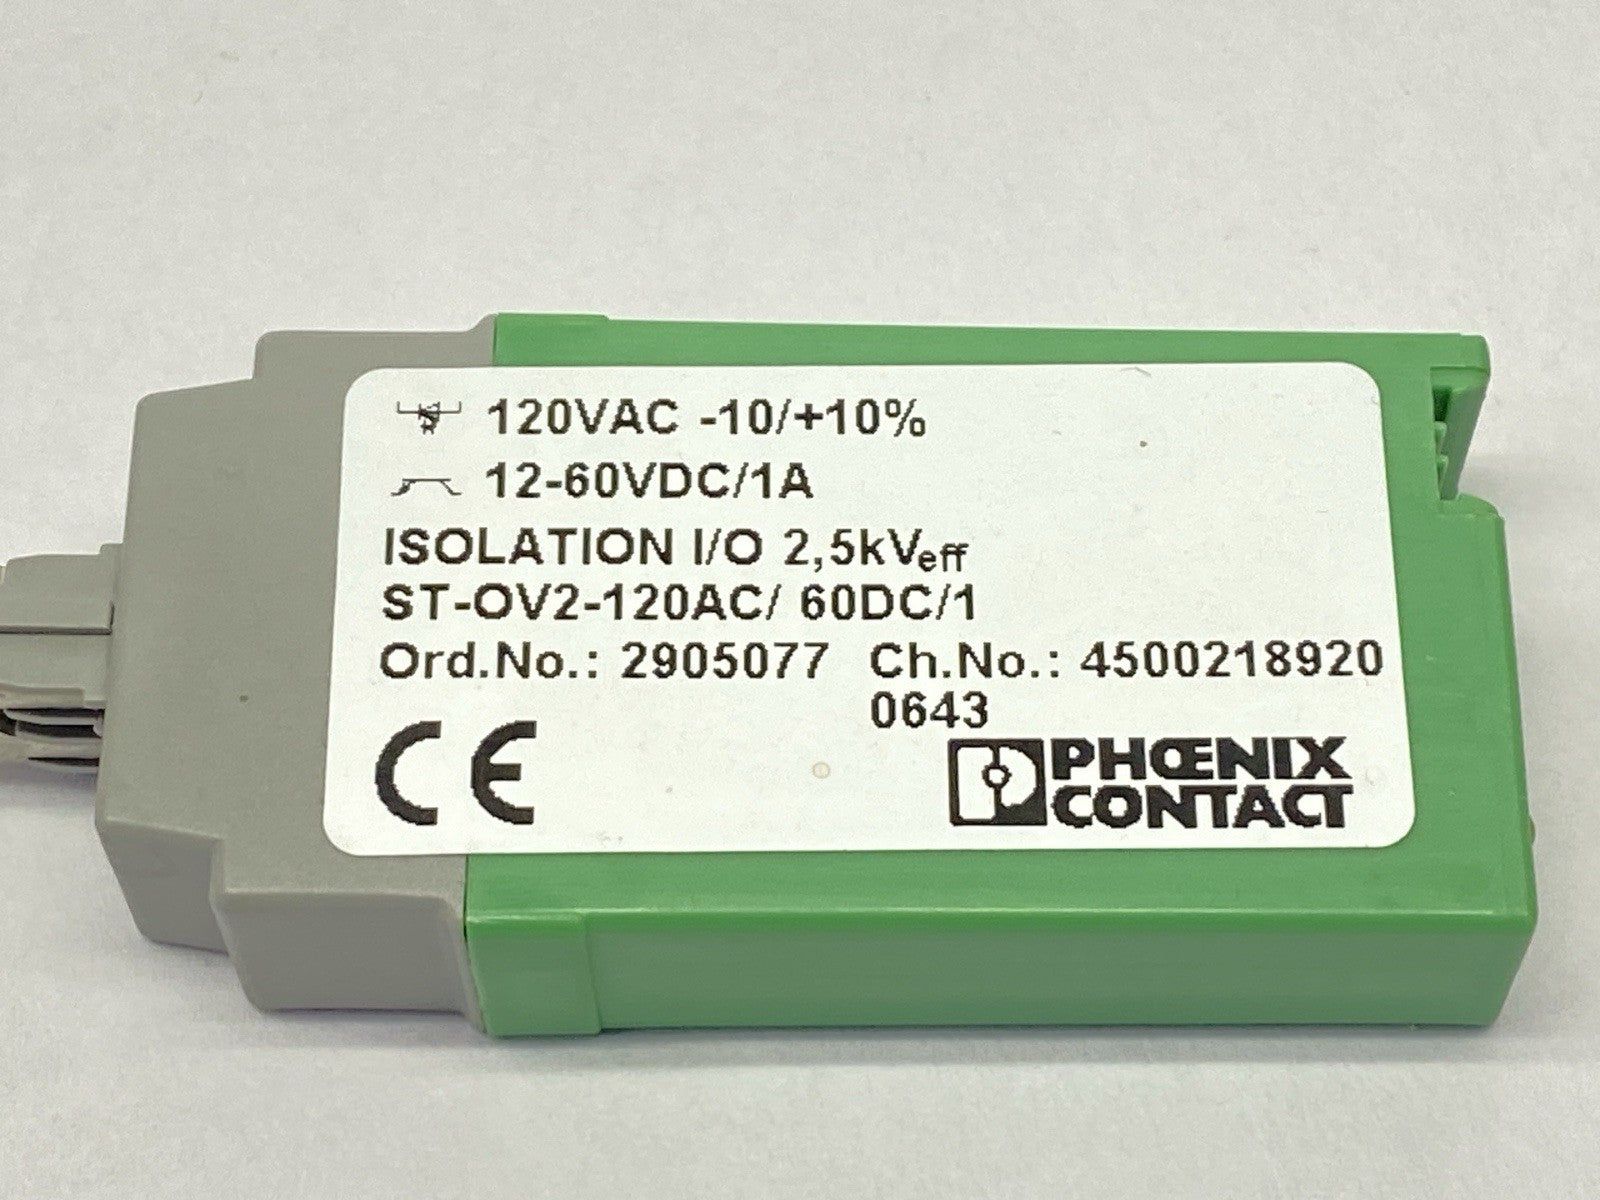 120VAC -10/+10%
12-60VDC/1A
ISOLATION I/O 2,5kVeff
ST-OV2-120AC/ 60DC/1
Ord.No.: 2905077 Ch.No.: 4500218920
0643
CE
PHŒNIX
CONTACT